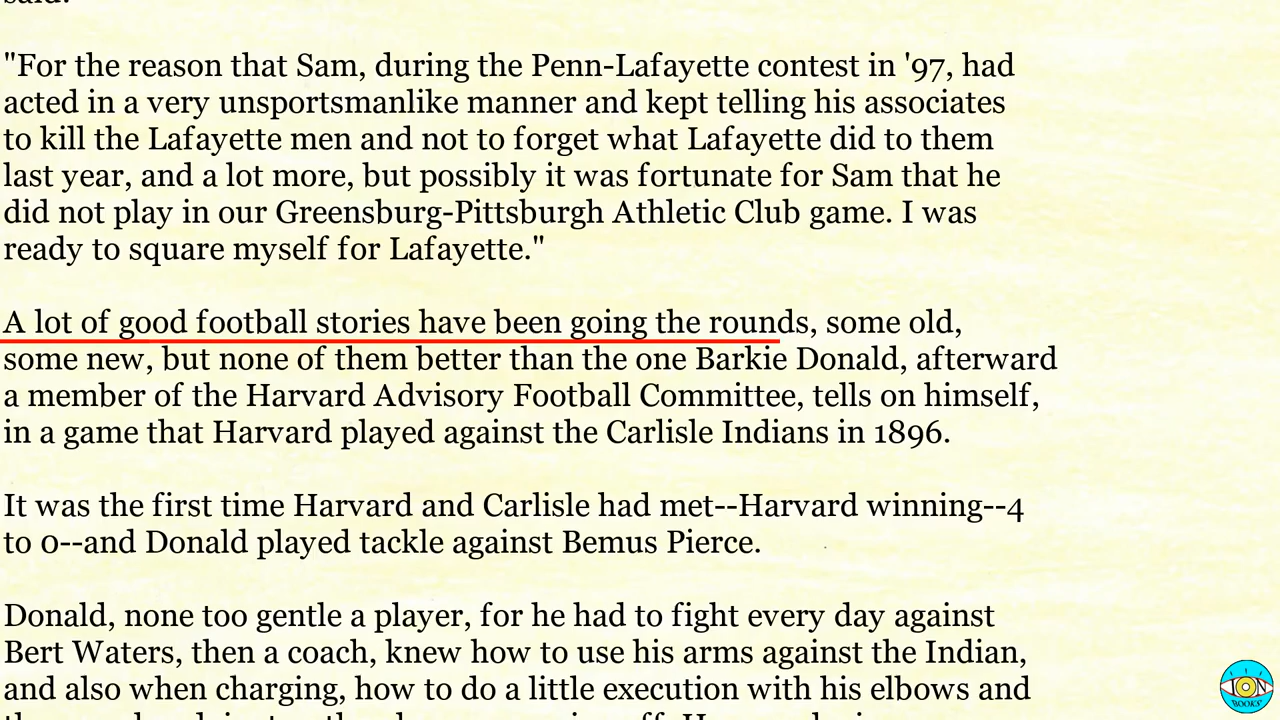 said.
"For the reason that Sam, during the Penn-Lafayette contest in '97, had
acted in a very unsportsmanlike manner and kept telling his associates
to kill the Lafayette men and not to forget what Lafayette did to them
last year, and a lot more, but possibly it was fortunate for Sam that he
did not play in our Greensburg-Pittsburgh Athletic Club game. I was
ready to square myself for Lafayette."
A lot of good football stories have been going the rounds, some old,
some new, but none of them better than the one Barkie Donald, afterward
a member of the Harvard Advisory Football Committee, tells on himself,
in a game that Harvard played against the Carlisle Indians in 1896.
It was the first time Harvard and Carlisle had met--Harvard winning--4
to 0--and Donald played tackle against Bemus Pierce.
Donald, none too gentle a player, for he had to fight every day against
Bert Waters, then a coach, knew how to use his arms against the Indian,
and also when charging, how to do a little execution with his elbows and
ION
BOOKS